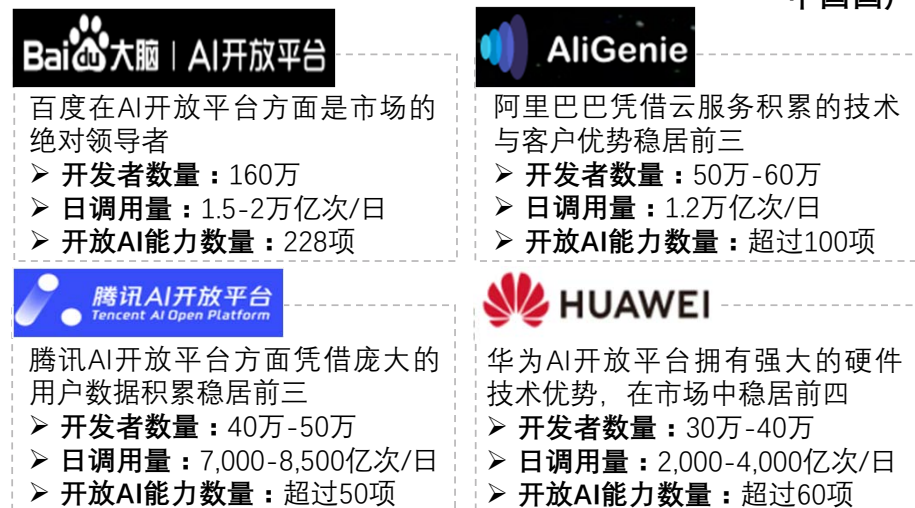 Bai du 大脑 | AI开放平台
百度在AI开放平台方面是市场的
绝对领导者
➢ 开发者数量：160万
➢ 日调用量：1.5-2万亿次/日
➢ 开放AI能力数量：228项
AliGenie
阿里巴巴凭借云服务积累的技术
与客户优势稳居前三
➢ 开发者数量：50万-60万
➢ 日调用量：1.2万亿次/日
➢ 开放AI能力数量：超过100项
腾讯AI开放平台
Tencent AI Open Platform
腾讯AI开放平台方面凭借庞大的
用户数据积累稳居前三
➢ 开发者数量：40万-50万
➢ 日调用量：7,000-8,500亿次/日
➢ 开放AI能力数量：超过50项
HUAWEI
华为AI开放平台拥有强大的硬件
技术优势，在市场中稳居前四
➢ 开发者数量：30万-40万
➢ 日调用量：2,000-4,000亿次/日
➢ 开放AI能力数量：超过60项